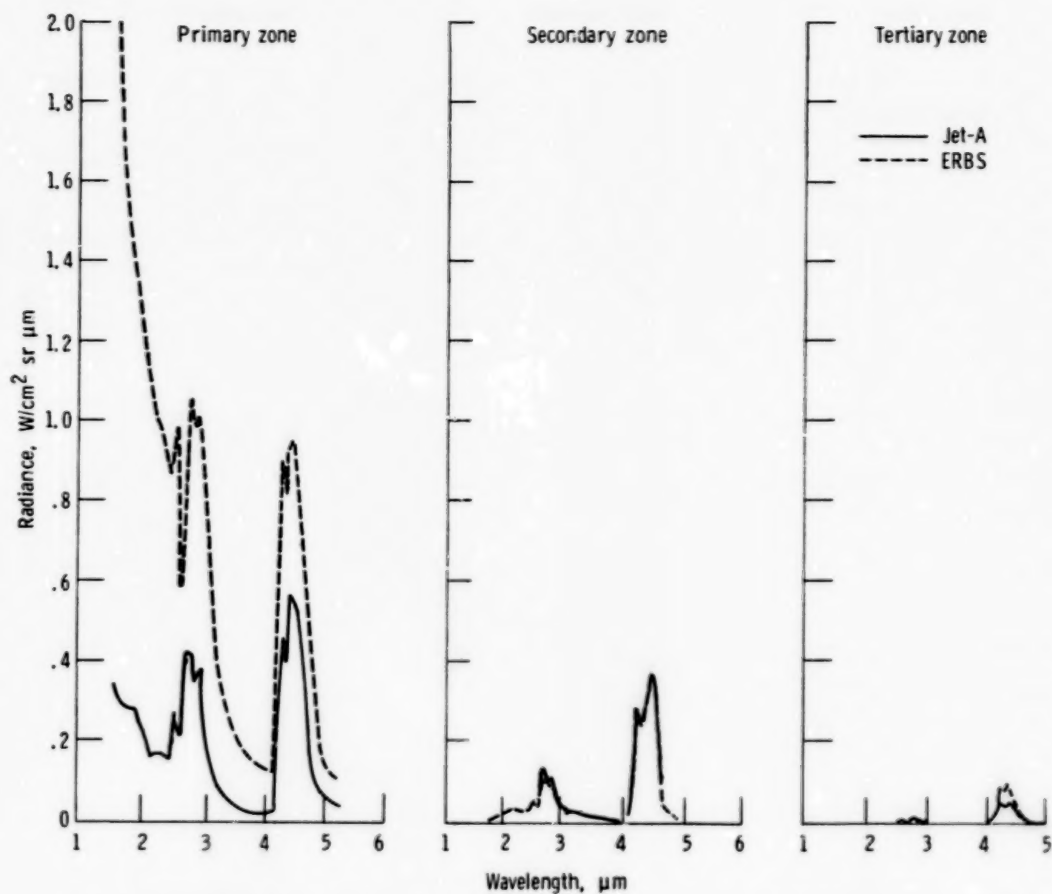 Primary zone
Secondary zone
Tertiary zone
Jet-A
ERBS
Radiance, W/cm² sr μm
2.0
1.8
1.6
1.4
1.2
1.0
.8
.6
.4
.2
0
1 2 3 4 5 6
1 2 3 4 5 6
1 2 3 4 5
Wavelength, μm